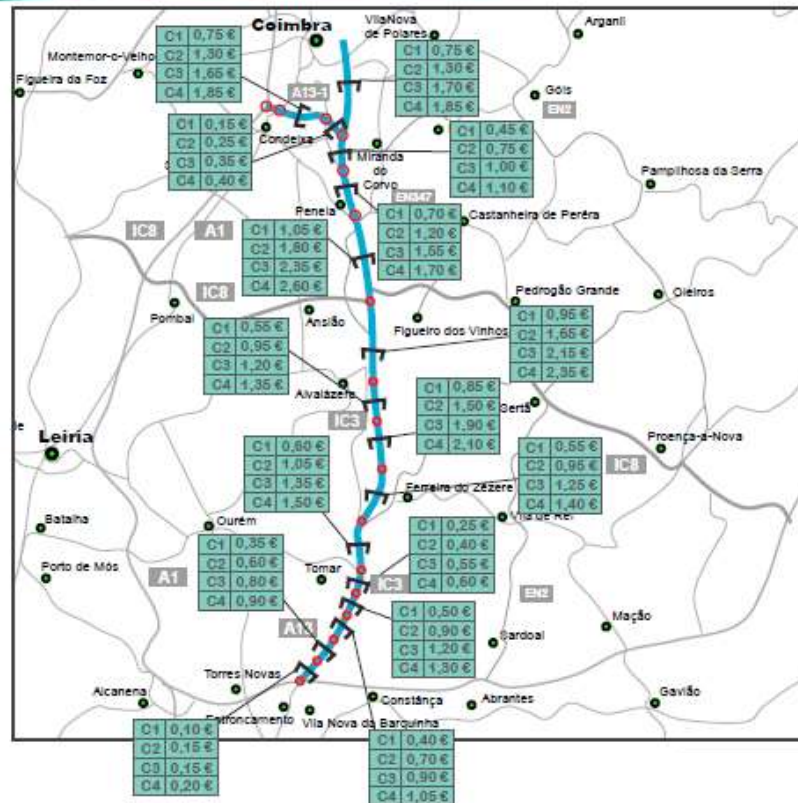 Coimbra
VilaNova
de Poiares
Arganil
C1 0,75 €
C2 1,30 €
C3 1,65 €
C4 1,85 €
Montemor-o-Velho
Figueira da Foz
C1 0,75 €
C2 1,30 €
C3 1,70 €
C4 1,85 €
A13-1
Góis
EN2
C1 0,15 €
C2 0,25 €
C3 0,35 €
C4 0,40 €
Condeixa
C1 0,45 €
C2 0,75 €
C3 1,00 €
C4 1,10 €
Miranda
do
Corvo
Pampilhosa da Serra
EN347
Penela
C1 0,70 €
C2 1,20 €
C3 1,55 €
C4 1,70 €
Castanheira de Perêra
IC8
A1
C1 1,05 €
C2 1,80 €
C3 2,35 €
C4 2,60 €
IC8
Pombal
Ansião
Figueiro dos Vinhos
Pedrogão Grande
Oleiros
C1 0,95 €
C2 1,65 €
C3 2,15 €
C4 2,35 €
C1 0,55 €
C2 0,95 €
C3 1,20 €
C4 1,35 €
Alvaiázere
IC3
C1 0,85 €
C2 1,50 €
C3 1,90 €
C4 2,10 €
Sertã
Leiria
Proença-a-Nova
IC8
C1 0,60 €
C2 1,05 €
C3 1,35 €
C4 1,50 €
C1 0,55 €
C2 0,95 €
C3 1,25 €
C4 1,40 €
Ferreira do Zêzere
Vila de Rei
Batalha
Ourém
C1 0,25 €
C2 0,40 €
C3 0,55 €
C4 0,60 €
C1 0,35 €
C2 0,60 €
C3 0,80 €
C4 0,90 €
Porto de Mós
A1
Tomar
IC3
EN2
C1 0,50 €
C2 0,90 €
C3 1,20 €
C4 1,30 €
A13
Mação
Sardoal
Torres Novas
Alcanena
Entroncamento
Vila Nova da Barquinha
Constânça
Abrantes
Gavião
C1 0,10 €
C2 0,15 €
C3 0,15 €
C4 0,20 €
C1 0,40 €
C2 0,70 €
C3 0,90 €
C4 1,05 €